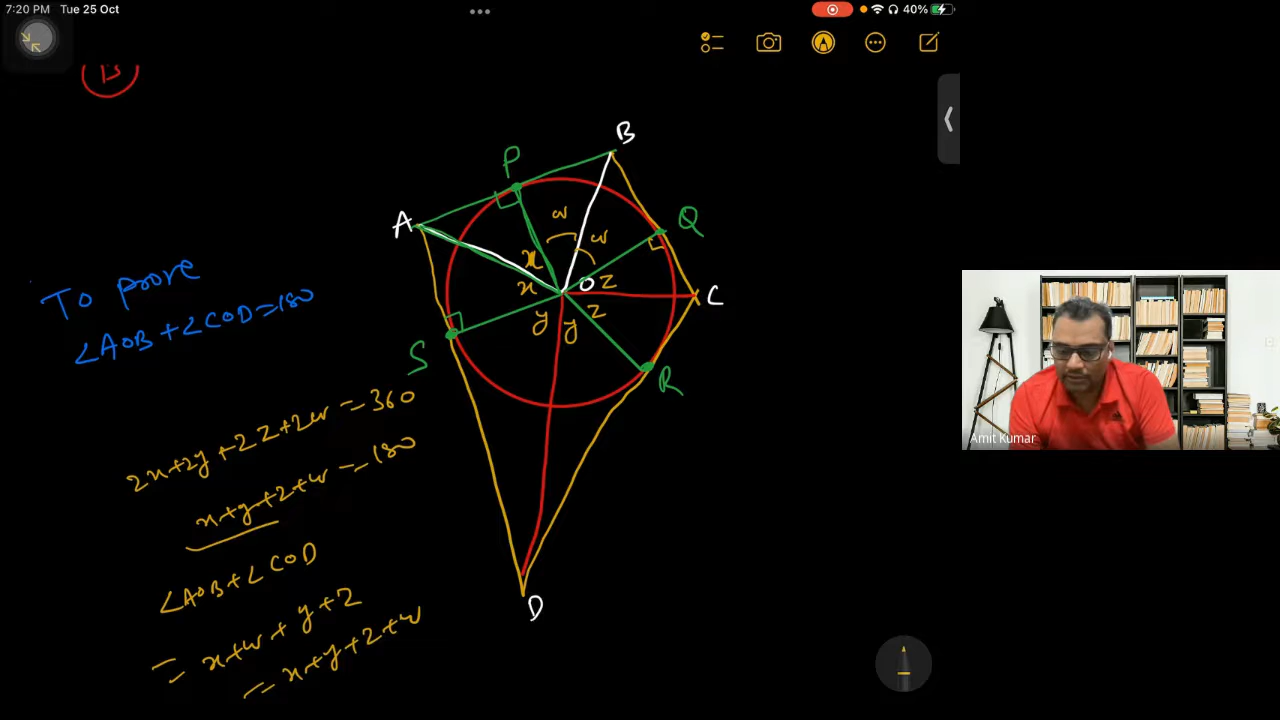 7:20 PM Tue 25 Oct
40%
B
B
P
Q
A
w
w
x
O
z
C
x
y
y
z
To prove
∠AOB+∠COD=180
S
R
2x+2y+2z+2w=360
x+y+z+w=180
∠AOB+∠COD
= x+w+y+z
= x+y+z+w
D
Amit Kumar